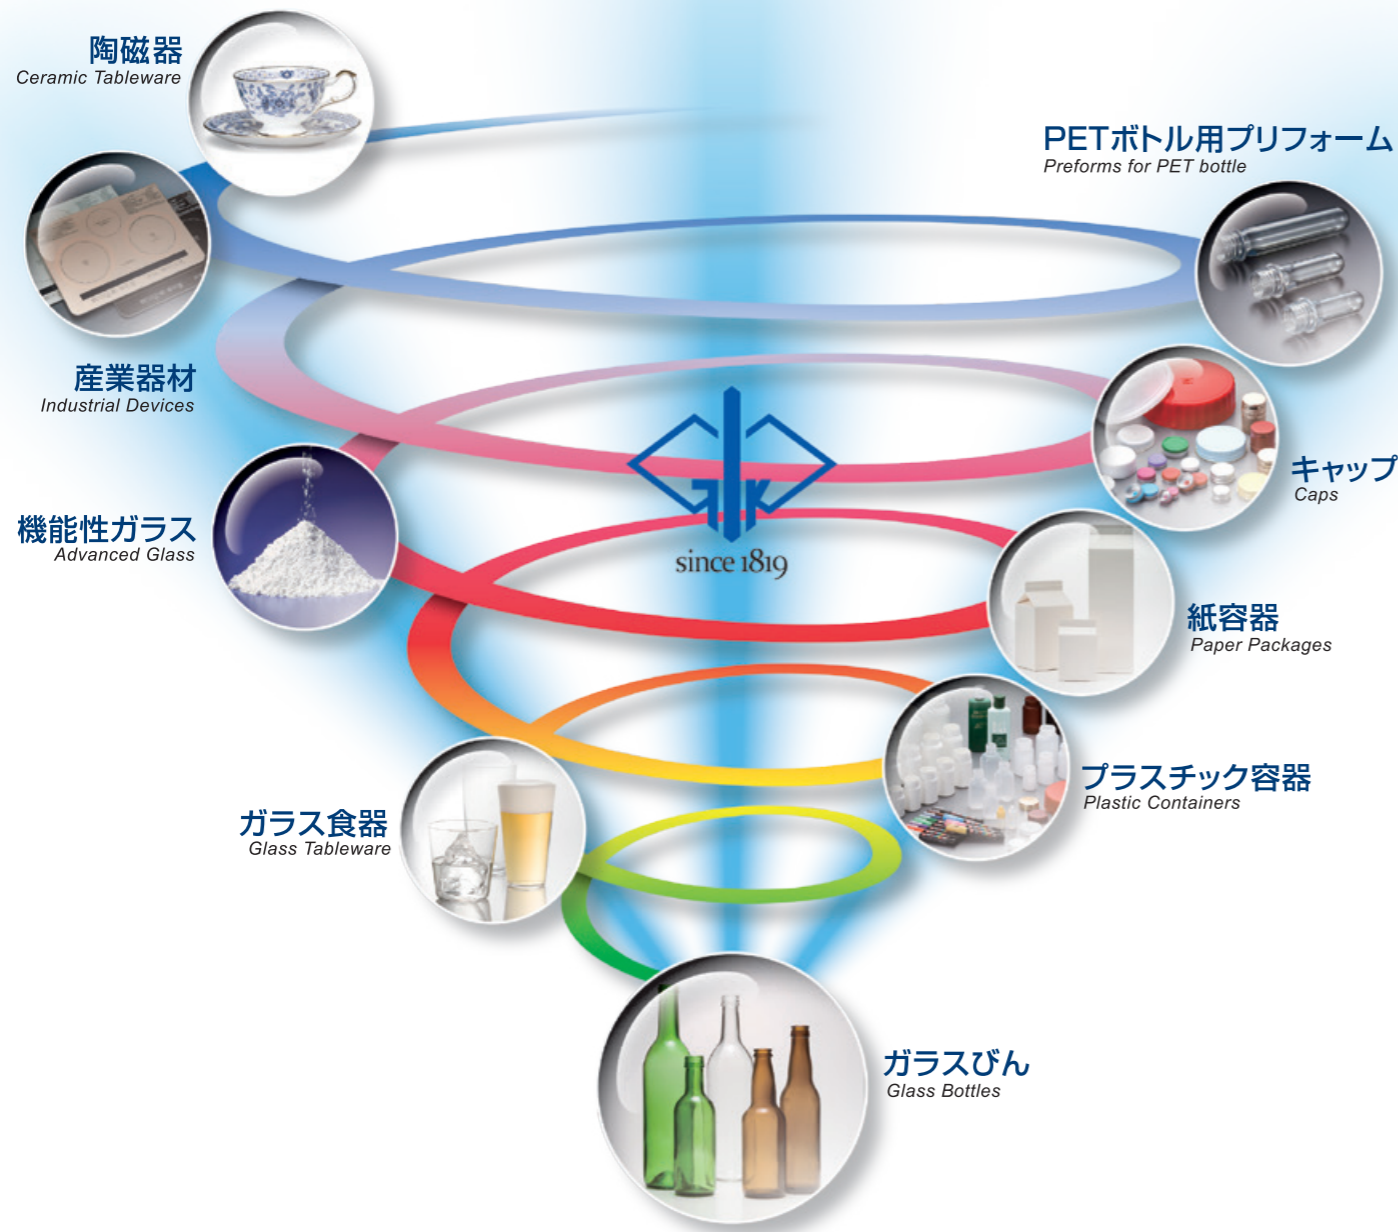 陶磁器
Ceramic Tableware
PETボトル用プリフォーム
Preforms for PET bottle
産業器材
Industrial Devices
キャップ
Caps
機能性ガラス
Advanced Glass
since 1819
紙容器
Paper Packages
プラスチック容器
Plastic Containers
ガラス食器
Glass Tableware
ガラスびん
Glass Bottles